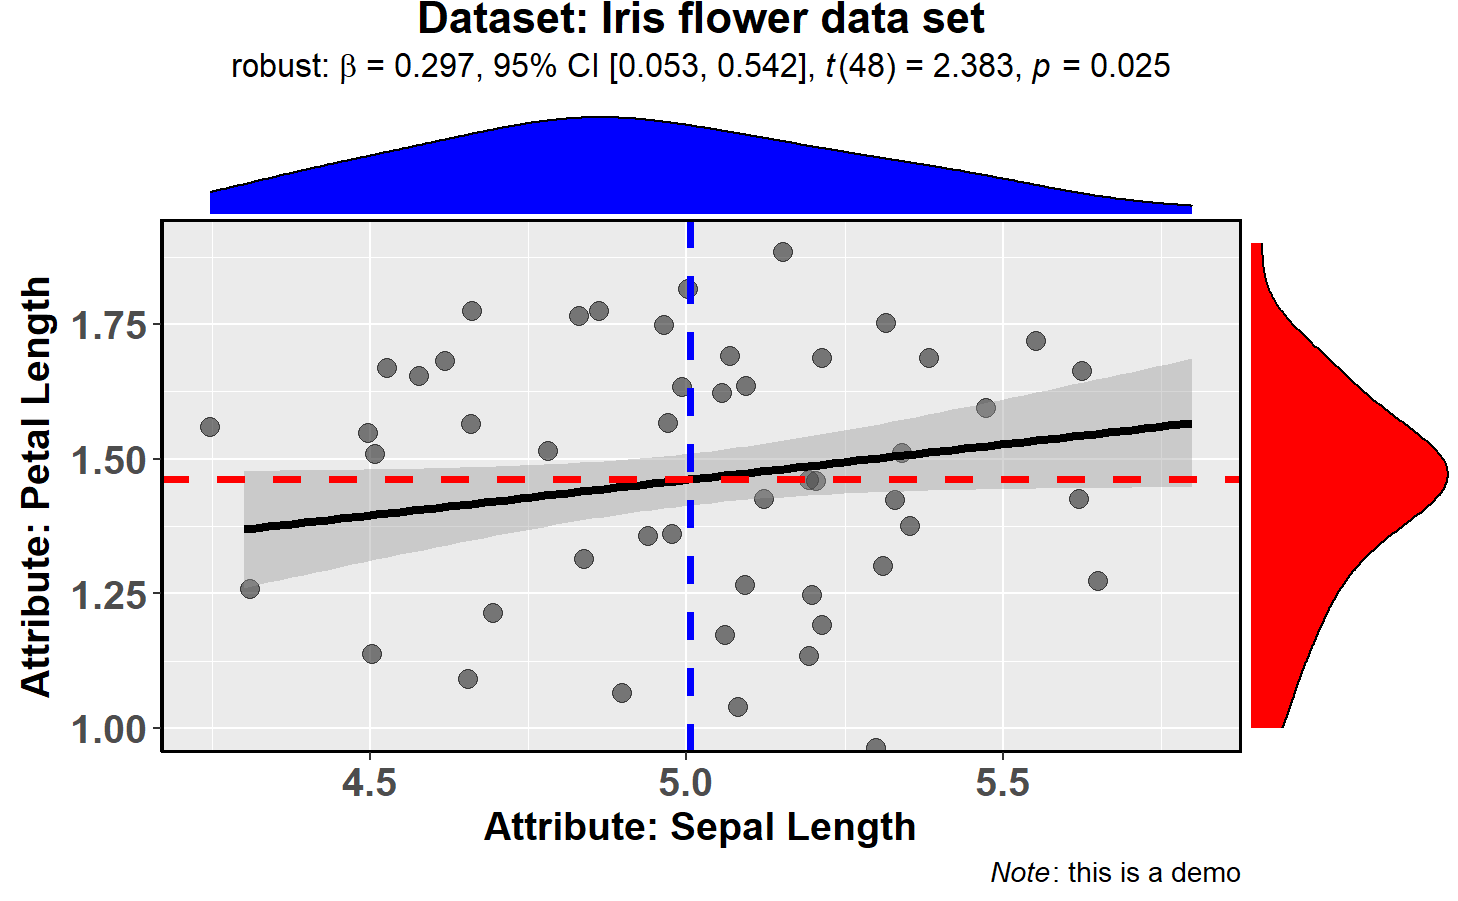 Dataset: Iris flower data set
robust: β = 0.297, 95% CI [0.053, 0.542], t(48) = 2.383, p = 0.025
Attribute: Petal Length
1.75
1.50
1.25
1.00
4.5 5.0 5.5
Attribute: Sepal Length
Note: this is a demo